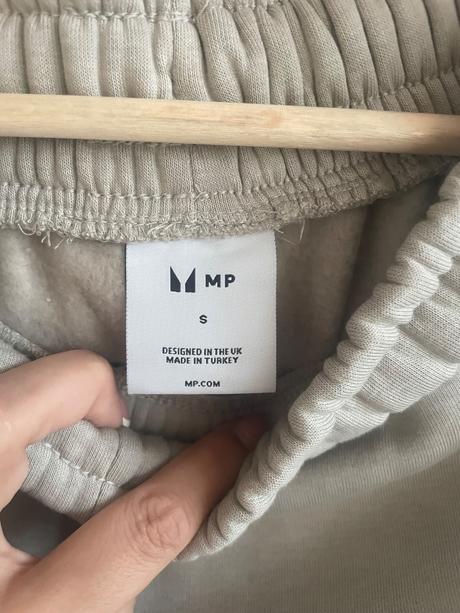 MP
S
DESIGNED IN THE UK
MADE IN TURKEY
MP.COM